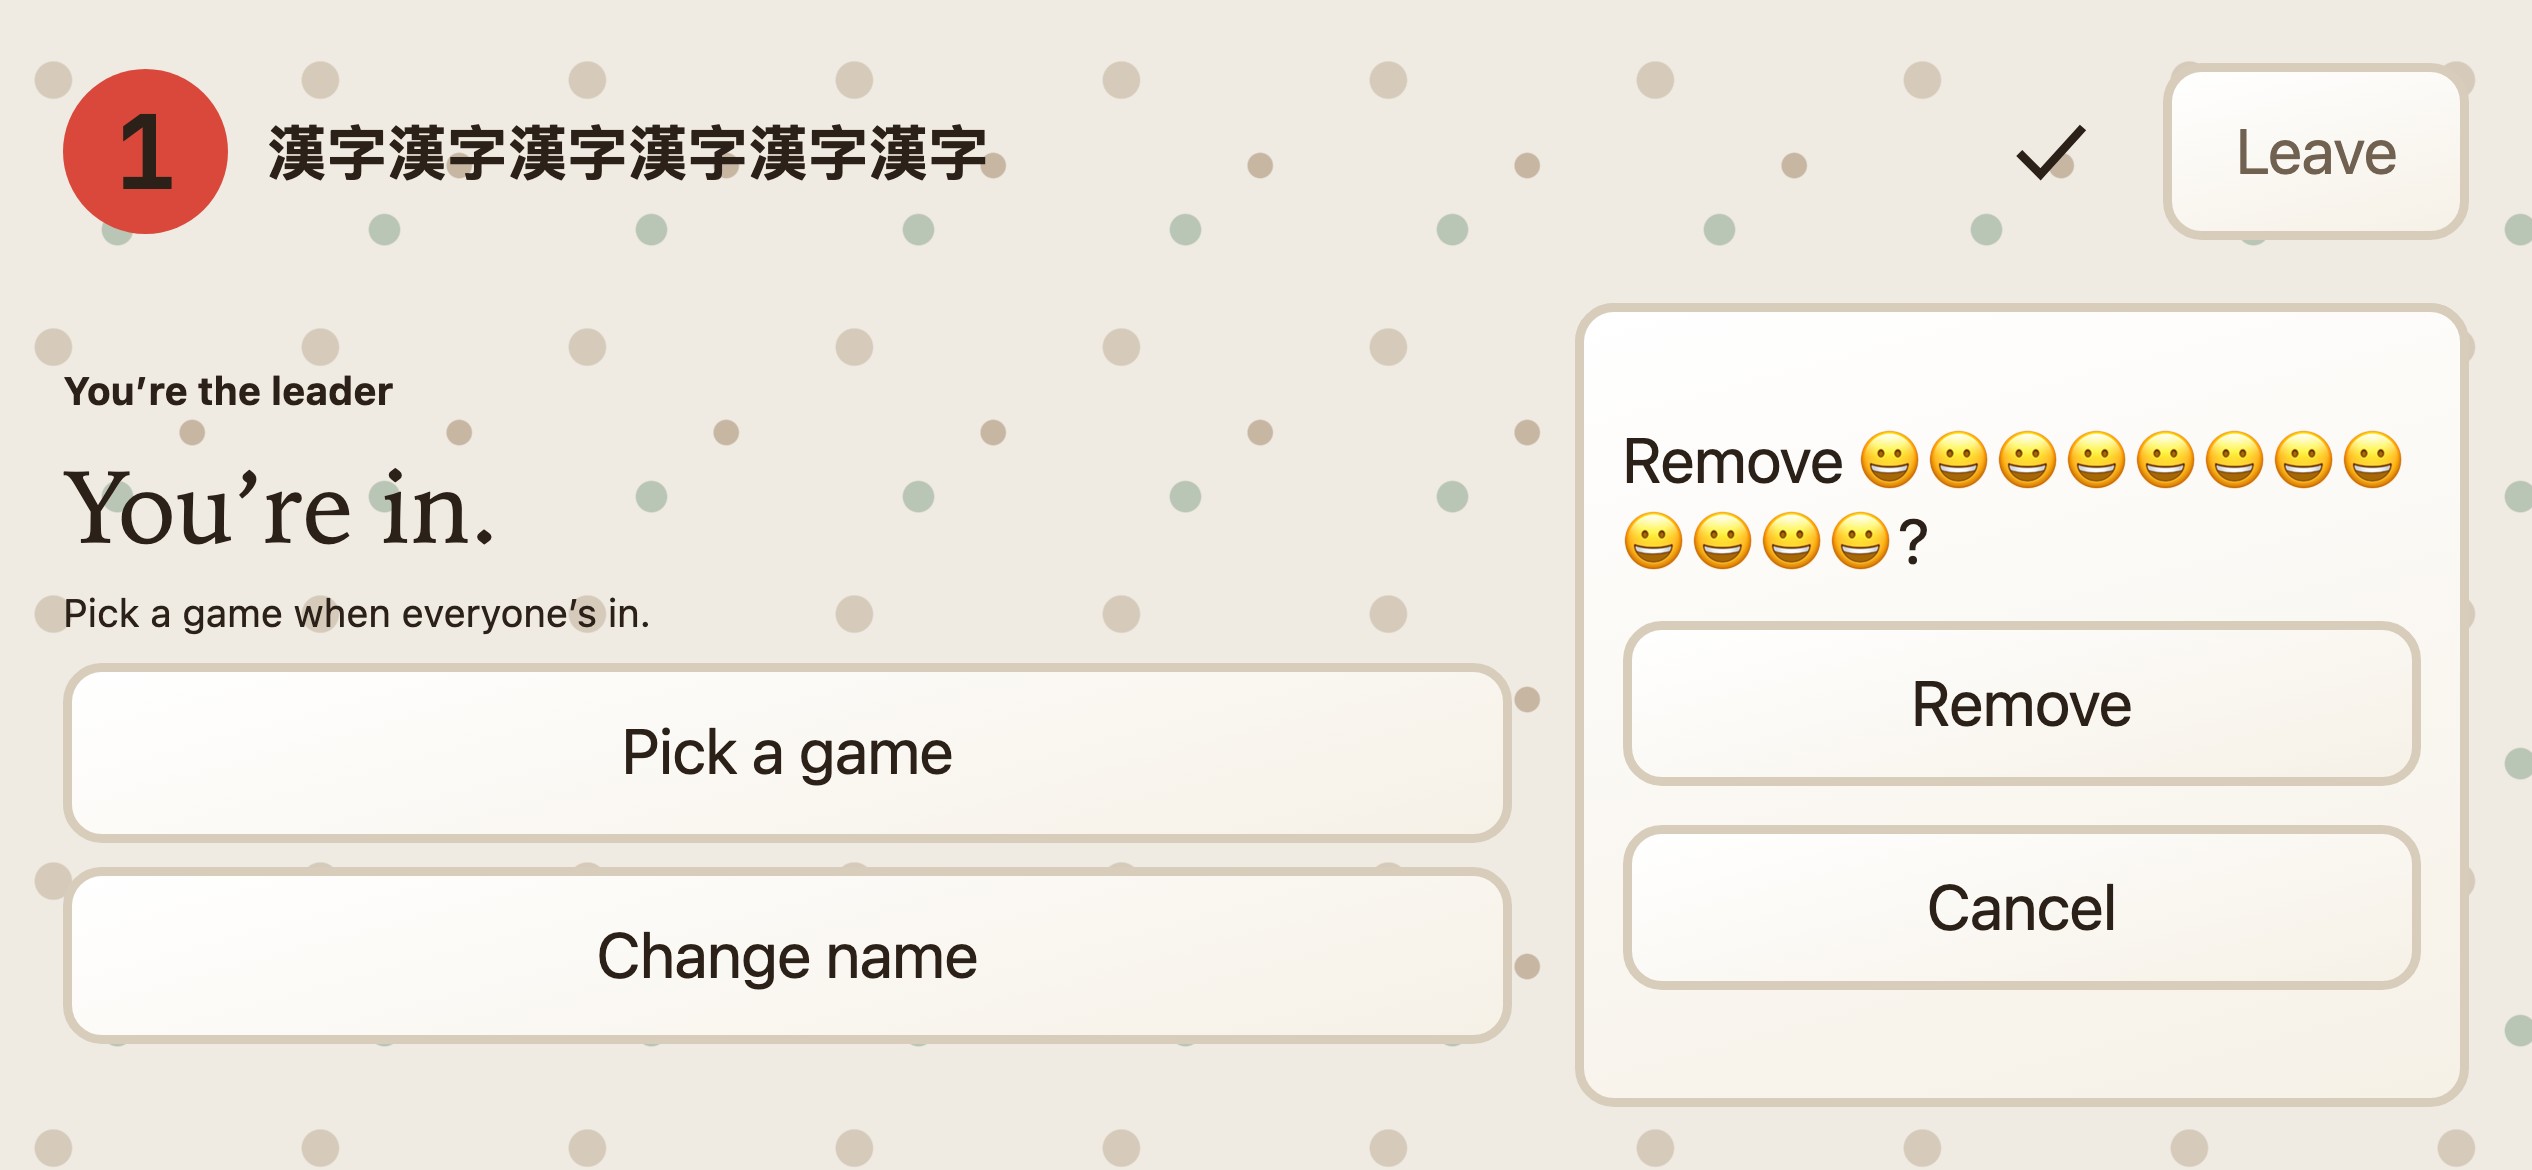 1
漢字漢字漢字漢字漢字漢字
Leave
You’re the leader
You’re in.
Pick a game when everyone’s in.
Pick a game
Change name
Remove 😀😀😀😀😀😀😀😀
😀😀😀😀?
Remove
Cancel